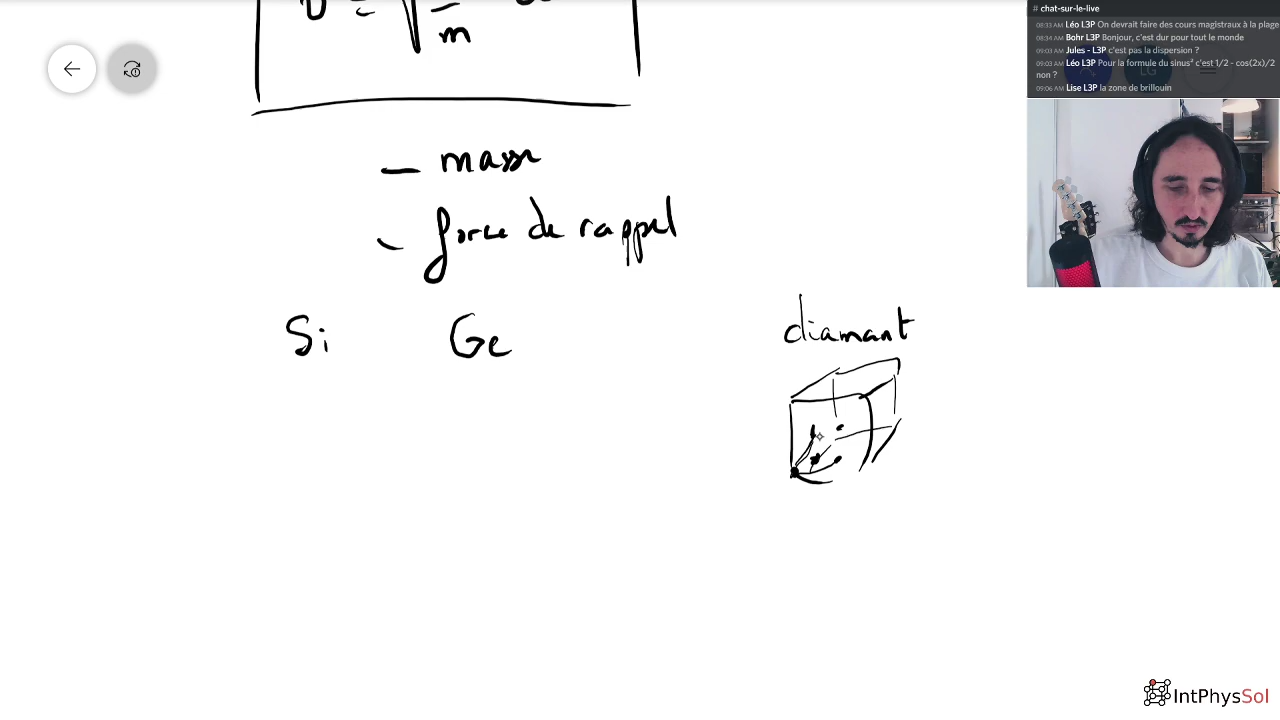 # chat-sur-le-live
08:33 AM Léo L3P On devrait faire des cours magistraux à la plage
08:34 AM Bohr L3P Bonjour, c'est dur pour tout le monde
09:03 AM Jules - L3P c'est pas la dispersion ?
09:03 AM Léo L3P Pour la formule du sinus² c'est 1/2 - cos(2x)/2
non ?
09:06 AM Lise L3P la zone de brillouin
m
— masse
- force de rappel
Si Ge
diamant
IntPhysSol